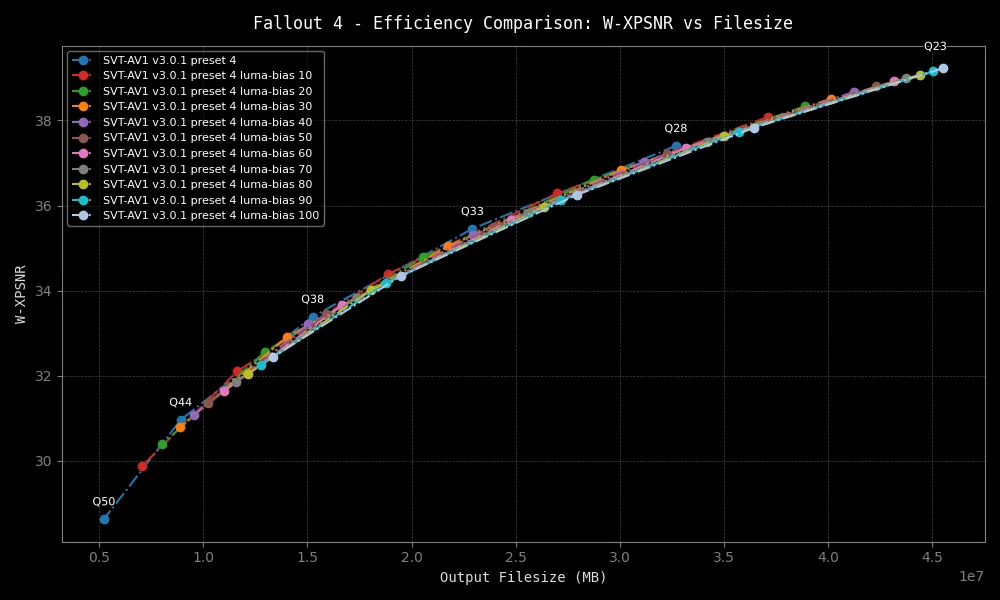 Fallout 4 - Efficiency Comparison: W-XPSNR vs Filesize
SVT-AV1 v3.0.1 preset 4
SVT-AV1 v3.0.1 preset 4 luma-bias 10
SVT-AV1 v3.0.1 preset 4 luma-bias 20
SVT-AV1 v3.0.1 preset 4 luma-bias 30
SVT-AV1 v3.0.1 preset 4 luma-bias 40
SVT-AV1 v3.0.1 preset 4 luma-bias 50
SVT-AV1 v3.0.1 preset 4 luma-bias 60
SVT-AV1 v3.0.1 preset 4 luma-bias 70
SVT-AV1 v3.0.1 preset 4 luma-bias 80
SVT-AV1 v3.0.1 preset 4 luma-bias 90
SVT-AV1 v3.0.1 preset 4 luma-bias 100
Q23
Q28
Q33
Q38
Q44
Q50
38
36
34
32
30
W-XPSNR
0.5 1.0 1.5 2.0 2.5 3.0 3.5 4.0 4.5
1e7
Output Filesize (MB)